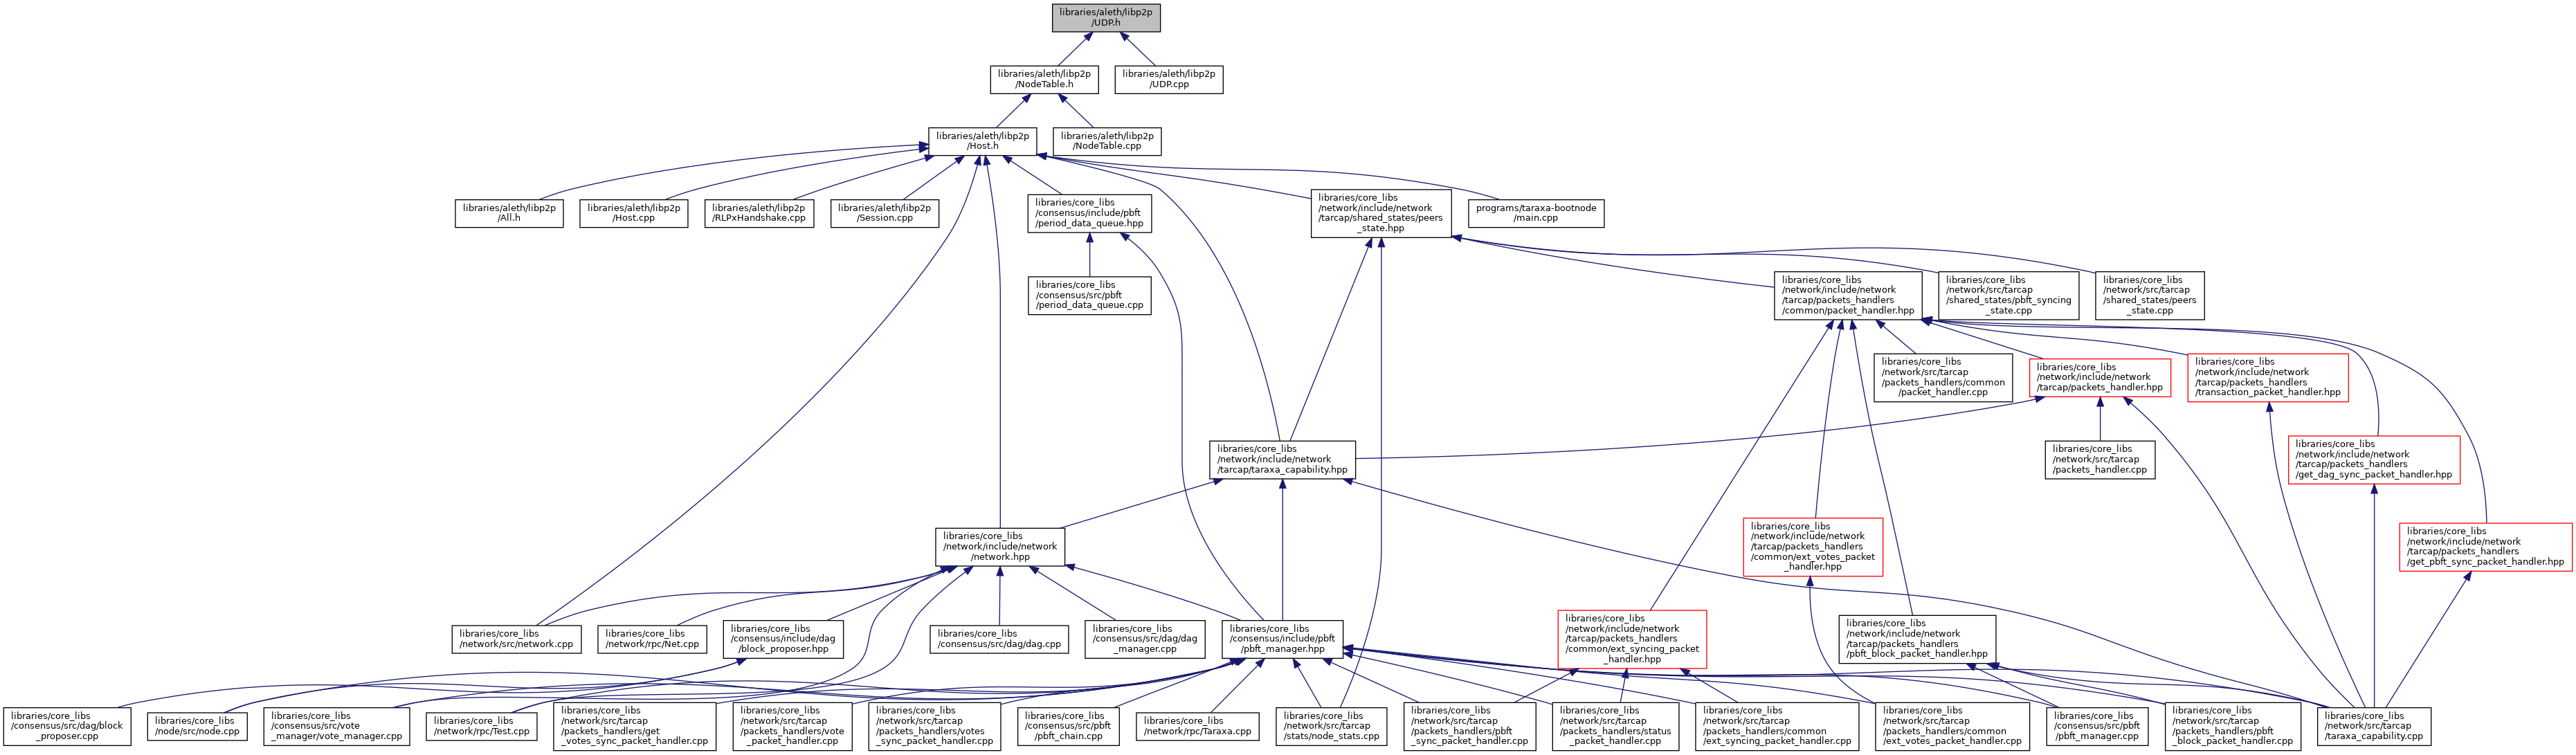 libraries/aleth/libp2p
/UDP.h
libraries/aleth/libp2p
/NodeTable.h
libraries/aleth/libp2p
/UDP.cpp
libraries/aleth/libp2p
/Host.h
libraries/aleth/libp2p
/NodeTable.cpp
libraries/aleth/libp2p
/All.h
libraries/aleth/libp2p
/Host.cpp
libraries/aleth/libp2p
/RLPxHandshake.cpp
libraries/aleth/libp2p
/Session.cpp
libraries/core_libs
/consensus/include/pbft
/period_data_queue.hpp
libraries/core_libs
/network/include/network
/tarcap/shared_states/peers
_state.hpp
programs/taraxa-bootnode
/main.cpp
libraries/core_libs
/consensus/src/pbft
/period_data_queue.cpp
libraries/core_libs
/network/include/network
/tarcap/packets_handlers
/common/packet_handler.hpp
libraries/core_libs
/network/src/tarcap
/shared_states/pbft_syncing
_state.cpp
libraries/core_libs
/network/src/tarcap
/shared_states/peers
_state.cpp
libraries/core_libs
/network/src/tarcap
/packets_handlers/common
/packet_handler.cpp
libraries/core_libs
/network/include/network
/tarcap/packets_handler.hpp
libraries/core_libs
/network/include/network
/tarcap/packets_handlers
/transaction_packet_handler.hpp
libraries/core_libs
/network/include/network
/tarcap/taraxa_capability.hpp
libraries/core_libs
/network/src/tarcap
/packets_handler.cpp
libraries/core_libs
/network/include/network
/tarcap/packets_handlers
/get_dag_sync_packet_handler.hpp
libraries/core_libs
/network/include/network
/network.hpp
libraries/core_libs
/network/include/network
/tarcap/packets_handlers
/common/ext_votes_packet
_handler.hpp
libraries/core_libs
/network/include/network
/tarcap/packets_handlers
/get_pbft_sync_packet_handler.hpp
libraries/core_libs
/network/src/network.cpp
libraries/core_libs
/network/rpc/Net.cpp
libraries/core_libs
/consensus/include/dag
/block_proposer.hpp
libraries/core_libs
/consensus/src/dag/dag.cpp
libraries/core_libs
/consensus/src/dag/dag
_manager.cpp
libraries/core_libs
/consensus/include/pbft
/pbft_manager.hpp
libraries/core_libs
/network/include/network
/tarcap/packets_handlers
/common/ext_syncing_packet
_handler.hpp
libraries/core_libs
/network/include/network
/tarcap/packets_handlers
/pbft_block_packet_handler.hpp
libraries/core_libs
/consensus/src/dag/block
_proposer.cpp
libraries/core_libs
/node/src/node.cpp
libraries/core_libs
/consensus/src/vote
_manager/vote_manager.cpp
libraries/core_libs
/network/rpc/Test.cpp
libraries/core_libs
/network/src/tarcap
/packets_handlers/get
_votes_sync_packet_handler.cpp
libraries/core_libs
/network/src/tarcap
/packets_handlers/vote
_packet_handler.cpp
libraries/core_libs
/network/src/tarcap
/packets_handlers/votes
_sync_packet_handler.cpp
libraries/core_libs
/consensus/src/pbft
/pbft_chain.cpp
libraries/core_libs
/network/rpc/Taraxa.cpp
libraries/core_libs
/network/src/tarcap
/stats/node_stats.cpp
libraries/core_libs
/network/src/tarcap
/packets_handlers/pbft
_sync_packet_handler.cpp
libraries/core_libs
/network/src/tarcap
/packets_handlers/status
_packet_handler.cpp
libraries/core_libs
/network/src/tarcap
/packets_handlers/common
/ext_syncing_packet_handler.cpp
libraries/core_libs
/network/src/tarcap
/packets_handlers/common
/ext_votes_packet_handler.cpp
libraries/core_libs
/consensus/src/pbft
/pbft_manager.cpp
libraries/core_libs
/network/src/tarcap
/packets_handlers/pbft
_block_packet_handler.cpp
libraries/core_libs
/network/src/tarcap
/taraxa_capability.cpp